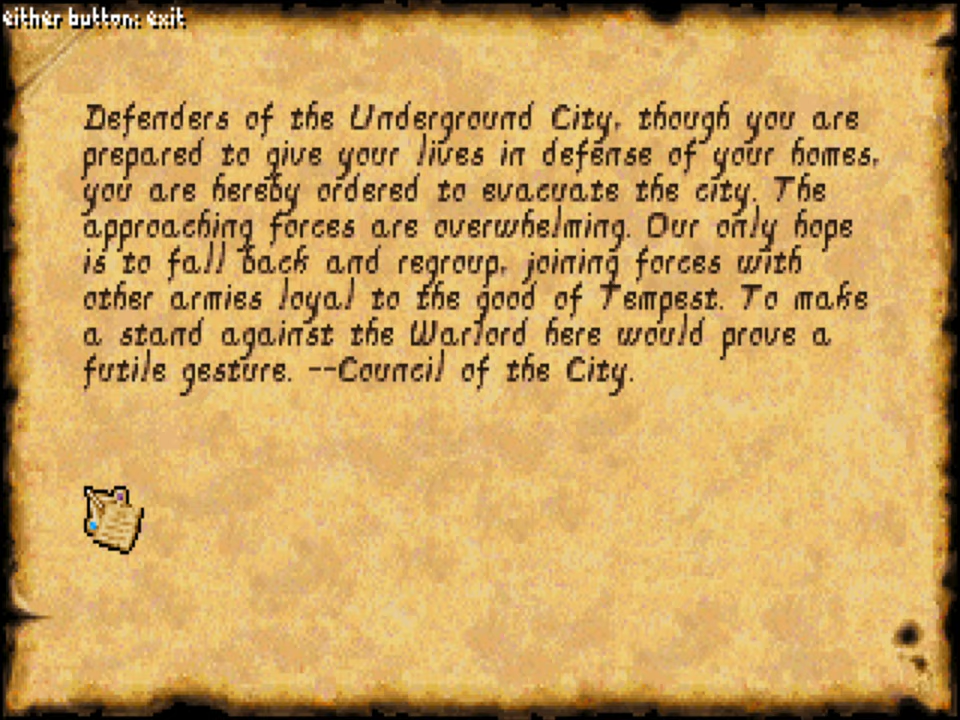 either button: exit
Defenders of the Underground City, though you are
prepared to give your lives in defense of your homes,
you are hereby ordered to evacuate the city. The
approaching forces are overwhelming. Our only hope
is to fall back and regroup, joining forces with
other armies loyal to the good of Tempest. To make
a stand against the Warlord here would prove a
futile gesture. --Council of the City.